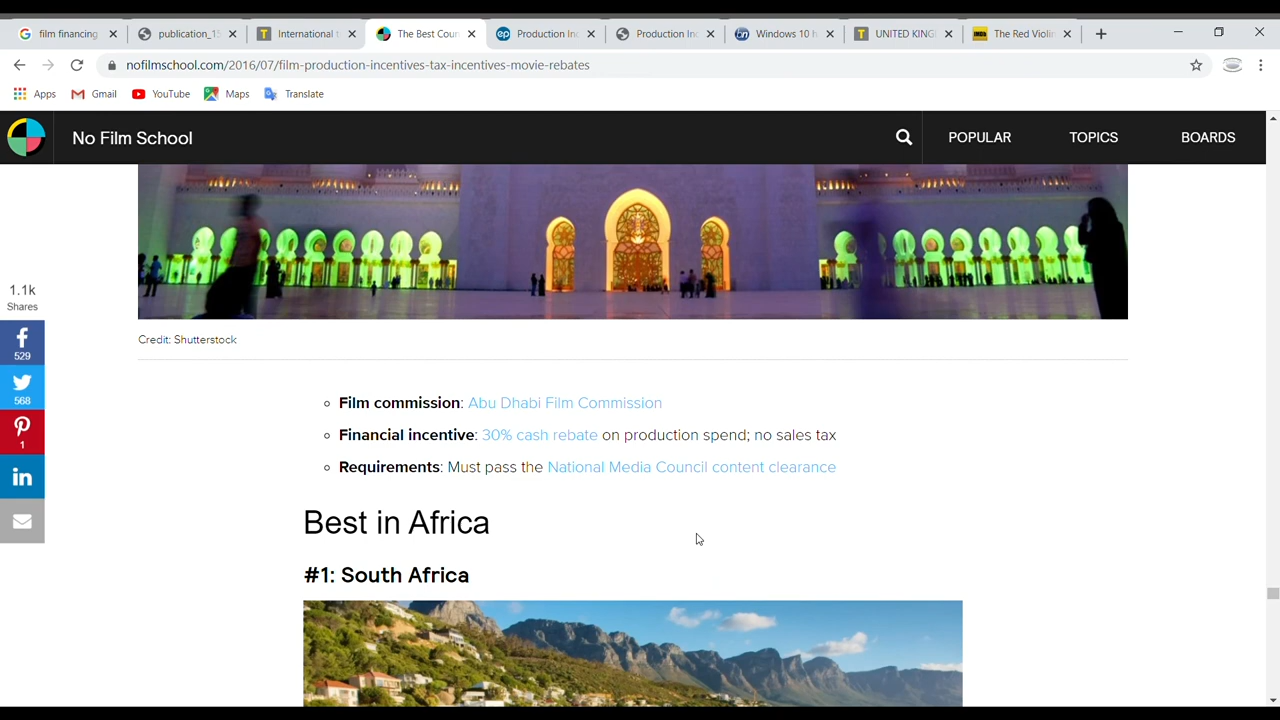 film financing
publication_15
International t
The Best Coun
Production Inc
Production Inc
Windows 10 h
UNITED KING
The Red Violin
nofilmschool.com/2016/07/film-production-incentives-tax-incentives-movie-rebates
Apps
Gmail
YouTube
Maps
Translate
No Film School
POPULAR
TOPICS
BOARDS
1.1k
Shares
529
568
1
Credit: Shutterstock
Film commission: Abu Dhabi Film Commission
Financial incentive: 30% cash rebate on production spend; no sales tax
Requirements: Must pass the National Media Council content clearance
Best in Africa
#1: South Africa